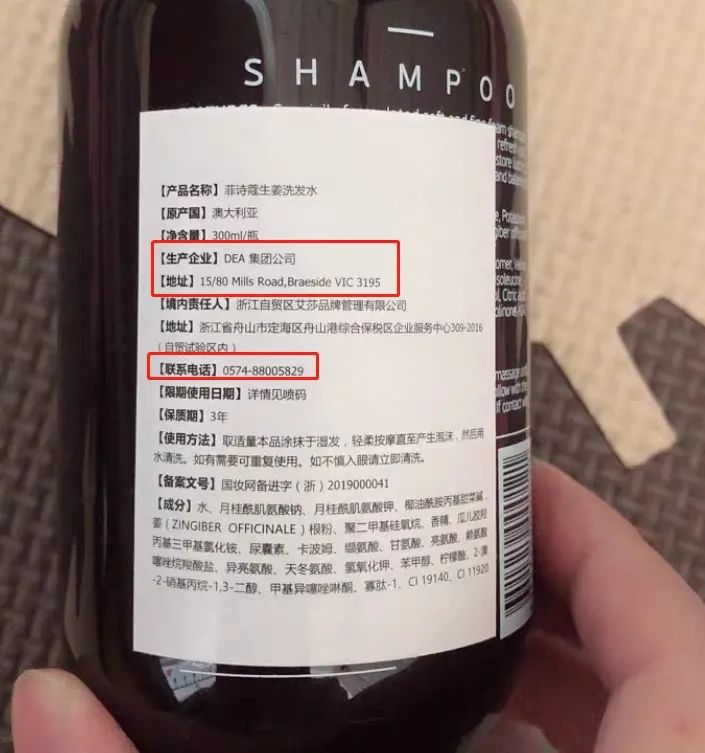 SHAMPOO
【产品名称】菲诗蔻生姜洗发水
【原产国】澳大利亚
【净含量】300ml/瓶
【生产企业】DEA 集团公司
【地址】15/80 Mills Road,Braeside VIC 3195
【境内责任人】浙江自贸区艾莎品牌管理有限公司
【地址】浙江省舟山市定海区舟山港综合保税区企业服务中心309-2016
（自贸试验区内）
【联系电话】0574-88005829
【限期使用日期】详情见喷码
【保质期】3年
【使用方法】取适量本品涂抹于湿发，轻柔按摩直至产生泡沫，然后用
水清洗。如有需要可重复使用。如不慎入眼请立即清洗。
【备案文号】国妆网备进字（浙）2019000041
【成分】水、月桂酰肌氨酸钠、月桂酰肌氨酸钾、椰油酰胺丙基甜菜碱、
姜（ZINGIBER OFFICINALE）根粉、聚二甲基硅氧烷、香精、瓜儿胶羟
丙基三甲基氯化铵、尿囊素、卡波姆、缬氨酸、甘氨酸、亮氨酸、赖氨酸
噻唑烷羧酸盐、异亮氨酸、天冬氨酸、氢氧化钾、苯甲醇、柠檬酸、2-溴
-2-硝基丙烷-1,3-二醇、甲基异噻唑啉酮、寡肽-1、CI 19140、CI 11920
refresh
and
massage
If contact